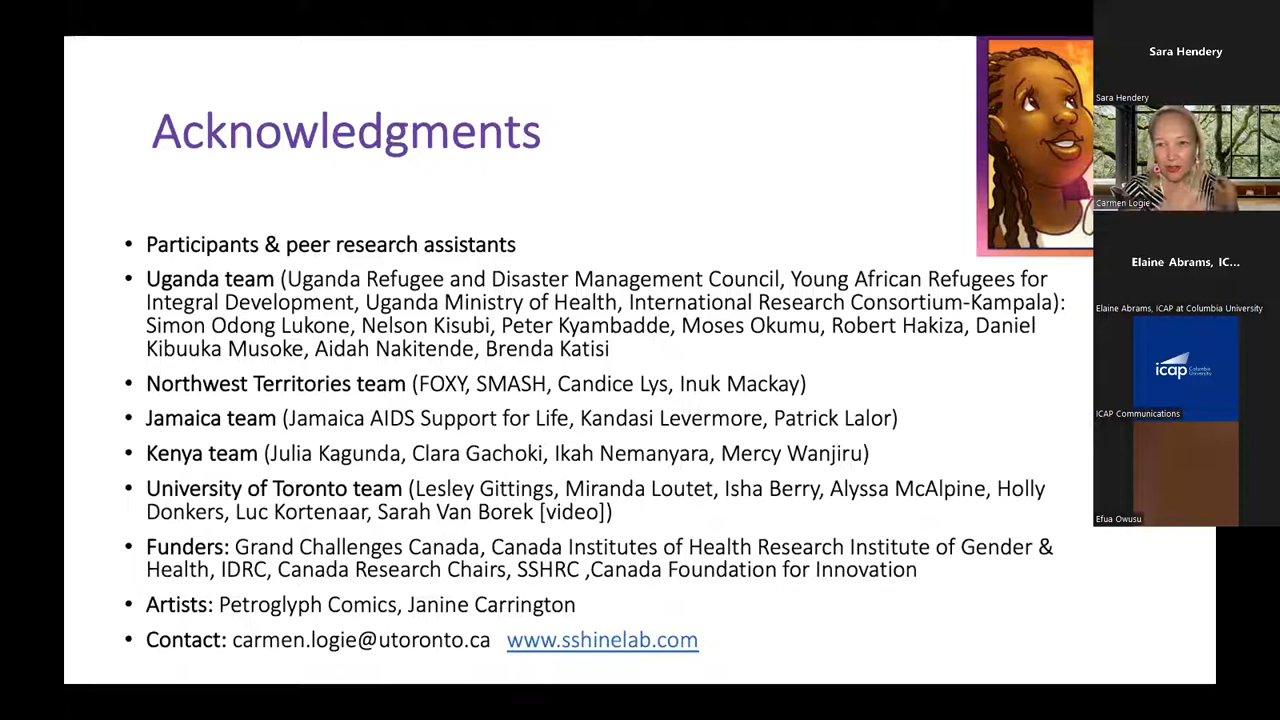 Acknowledgments
• Participants & peer research assistants
• Uganda team (Uganda Refugee and Disaster Management Council, Young African Refugees for
Integral Development, Uganda Ministry of Health, International Research Consortium-Kampala):
Simon Odong Lukone, Nelson Kisubi, Peter Kyambadde, Moses Okumu, Robert Hakiza, Daniel
Kibuuka Musoke, Aidah Nakitende, Brenda Katisi
• Northwest Territories team (FOXY, SMASH, Candice Lys, Inuk Mackay)
• Jamaica team (Jamaica AIDS Support for Life, Kandasi Levermore, Patrick Lalor)
• Kenya team (Julia Kagunda, Clara Gachoki, Ikah Nemanyara, Mercy Wanjiru)
• University of Toronto team (Lesley Gittings, Miranda Loutet, Isha Berry, Alyssa McAlpine, Holly
Donkers, Luc Kortenaar, Sarah Van Borek [video])
• Funders: Grand Challenges Canada, Canada Institutes of Health Research Institute of Gender &
Health, IDRC, Canada Research Chairs, SSHRC ,Canada Foundation for Innovation
• Artists: Petroglyph Comics, Janine Carrington
• Contact: carmen.logie@utoronto.ca www.sshinelab.com
Sara Hendery
Sara Hendery
Carmen Logie
Elaine Abrams, IC...
Elaine Abrams, ICAP at Columbia University
icap Columbia University
ICAP Communications
Efua Owusu